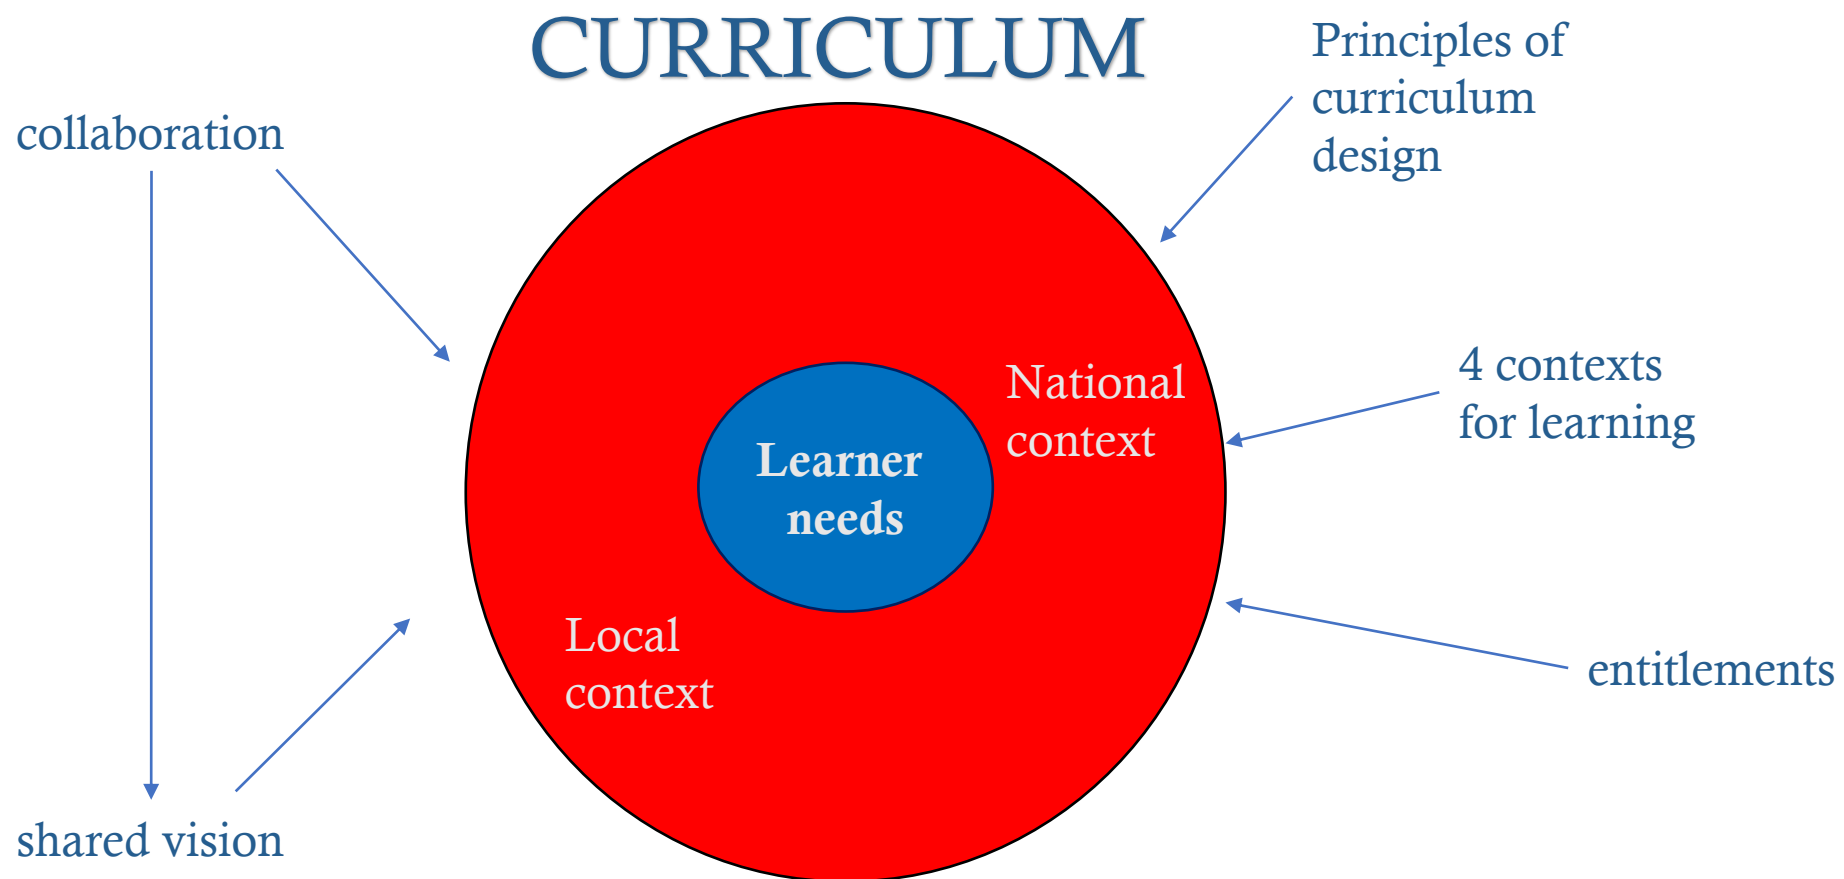 CURRICULUM
collaboration
Principles of
curriculum
design
4 contexts
for learning
National
context
Learner
needs
Local
context
entitlements
shared vision